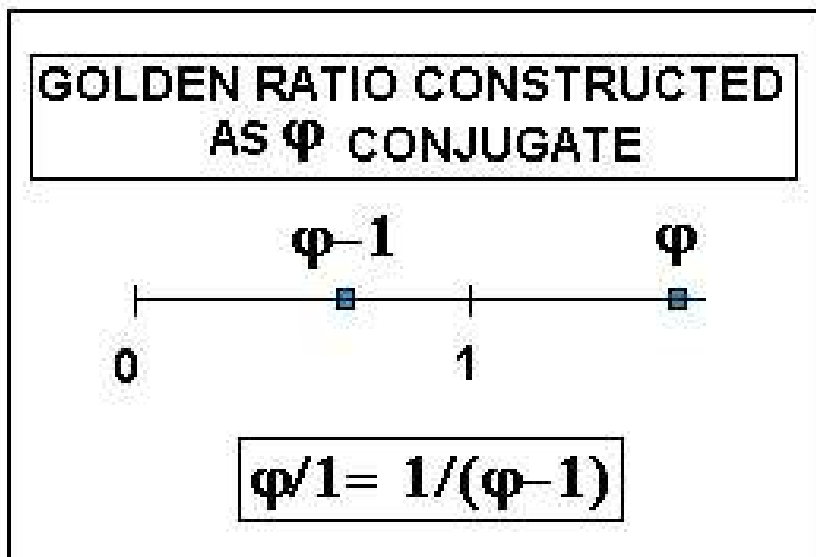 GOLDEN RATIO CONSTRUCTED
AS φ CONJUGATE
φ–1 φ
0 1
φ/1= 1/(φ–1)